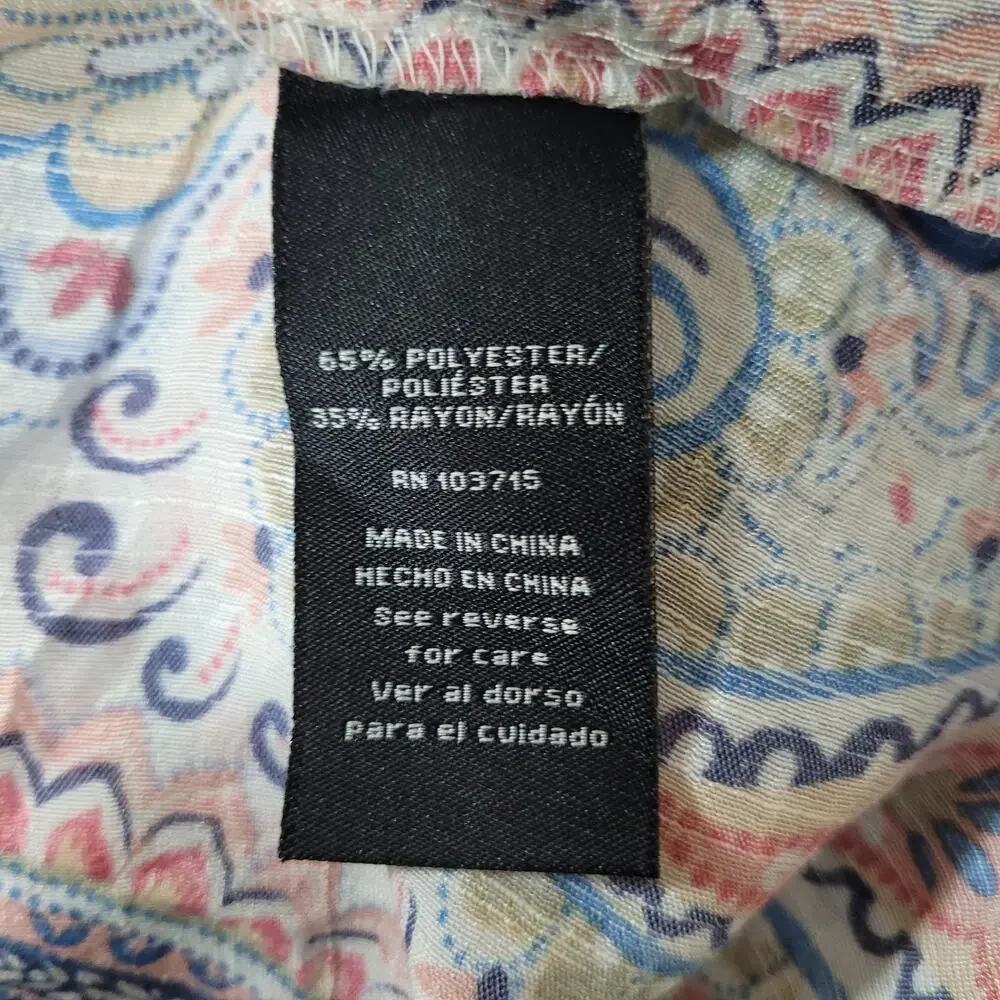 65% POLYESTER/
POLIÉSTER
35% RAYON/RAYÓN
RN 103715
MADE IN CHINA
HECHO EN CHINA
See reverse
for care
Ver al dorso
para el cuidado